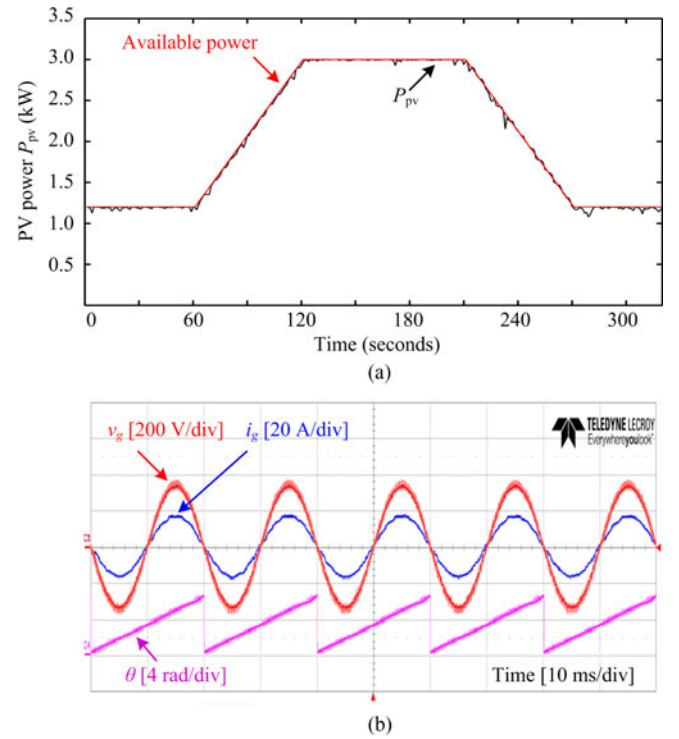 (a)
3.5
3.0
2.5
2.0
1.5
1.0
0.5
PV power Ppv (kW)
Available power
Ppv
0 60 120 180 240 300
Time (seconds)
(a)
vg [200 V/div]
ig [20 A/div]
TELEDYNE LECROY
Everywhereyoulook
θ [4 rad/div]
Time [10 ms/div]
(b)